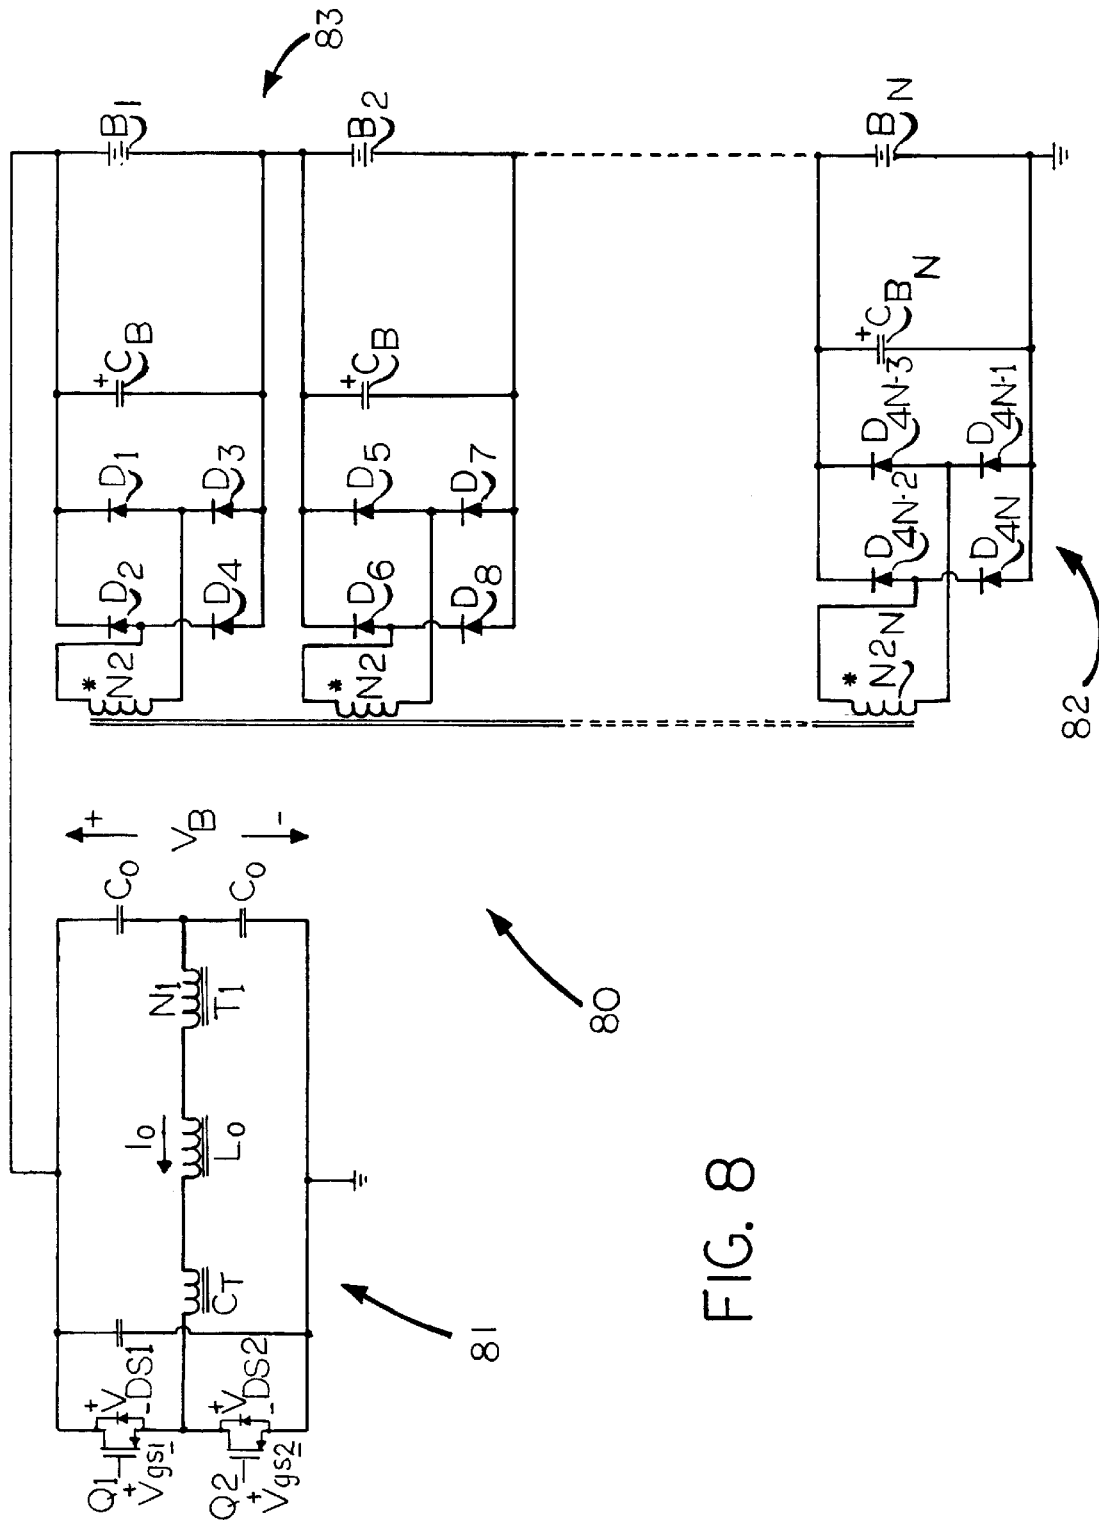 83
B1
B2
BN
+
CB
+
CB
+
CBN
D1
D3
D5
D7
D4N-3
D4N-1
D2
D4
D6
D8
D4N-2
D4N
* N2
* N2
* N2N
82
+
VB
-
Co
Co
N1
T1
Io
Lo
CT
80
81
Q1
+
Vgs1
-
+
VDS1
-
Q2
+
Vgs2
-
+
VDS2
-
FIG. 8